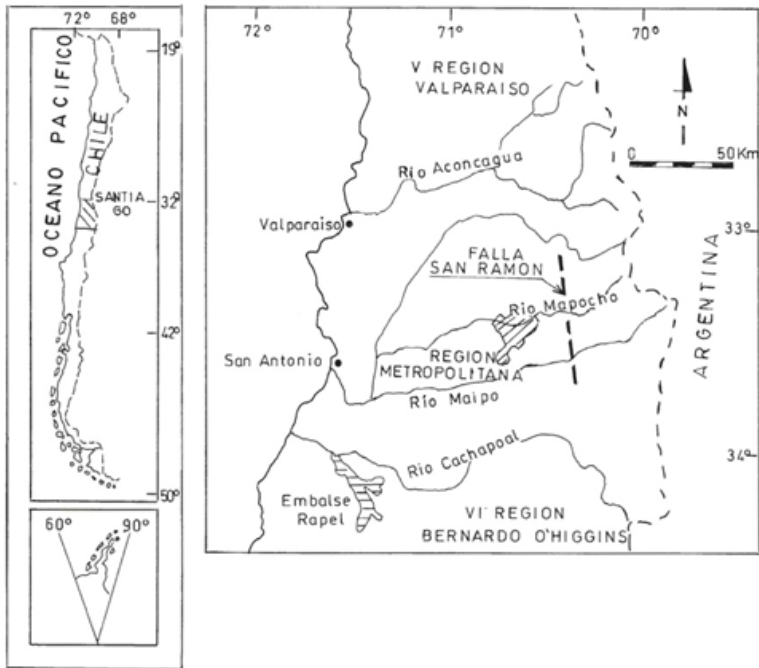 72° 68°
19°
OCEANO PACIFICO
CHILE
SANTIA
GO
32°
42°
50°
60° 90°
72° 71° 70°
V REGION
VALPARAISO
N
0 50Km
Rio Aconcagua
Valparaiso
33°
FALLA
SAN RAMON
Rio Mapocho
ARGENTINA
San Antonio
REGION
METROPOLITANA
Río Maipo
34°
Rio Cachapoal
Embalse
Rapel
VI REGION
BERNARDO O'HIGGINS